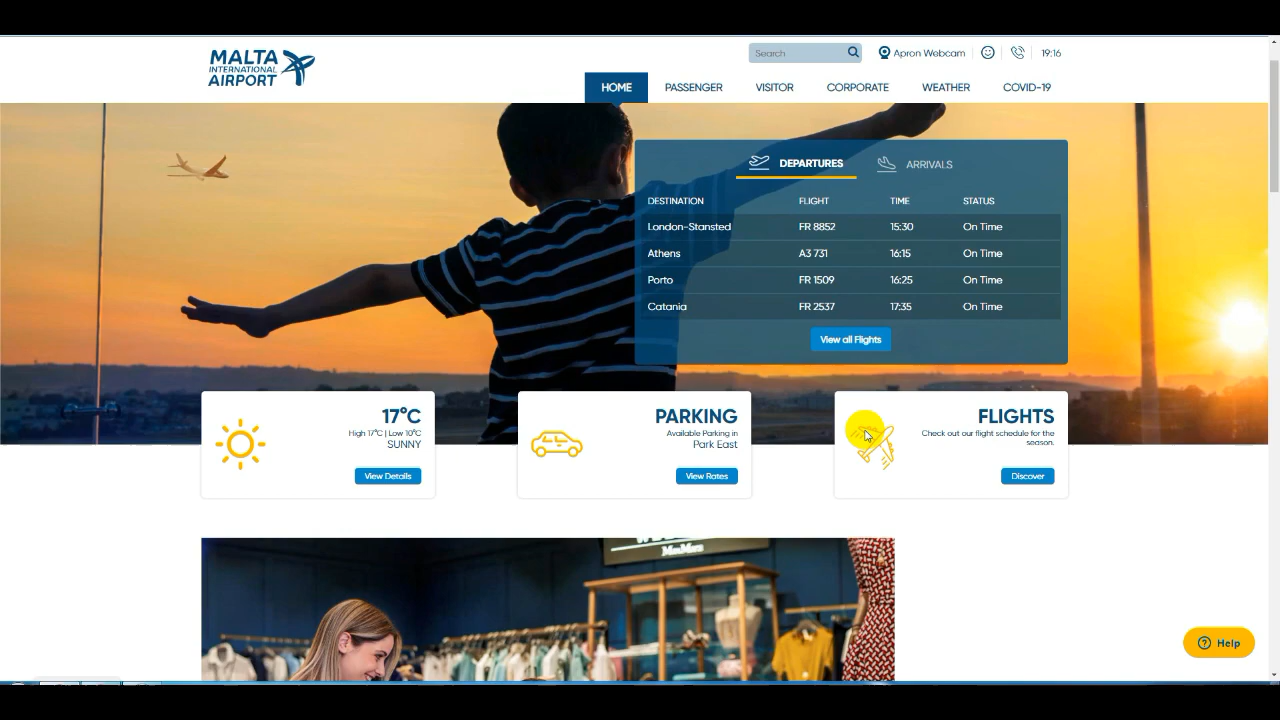 MALTA
INTERNATIONAL
AIRPORT
Search
Apron Webcam
19:16
HOME
PASSENGER
VISITOR
CORPORATE
WEATHER
COVID-19
DEPARTURES
ARRIVALS
DESTINATION FLIGHT TIME STATUS
London-Stansted FR 8852 15:30 On Time
Athens A3 731 16:15 On Time
Porto FR 1509 16:25 On Time
Catania FR 2537 17:35 On Time
View all Flights
17°C
High 17°C | Low 10°C
SUNNY
View Details
PARKING
Available Parking in
Park East
View Rates
FLIGHTS
Check out our flight schedule for the
season.
Discover
MaxMara
Help